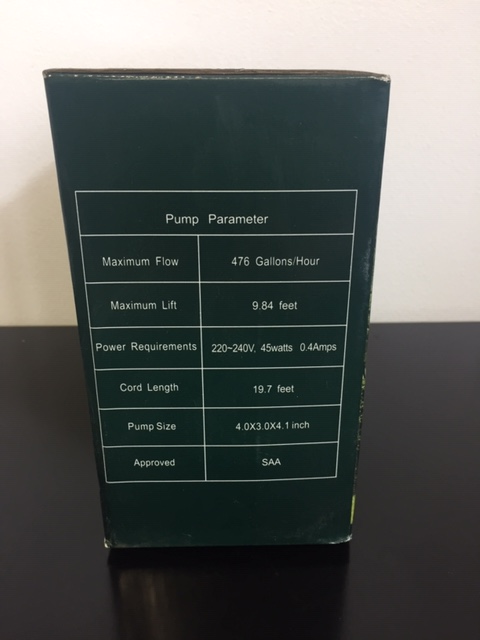 Pump Parameter
Maximum Flow 476 Gallons/Hour
Maximum Lift 9.84 feet
Power Requirements 220~240V, 45watts 0.4Amps
Cord Length 19.7 feet
Pump Size 4.0X3.0X4.1 inch
Approved SAA